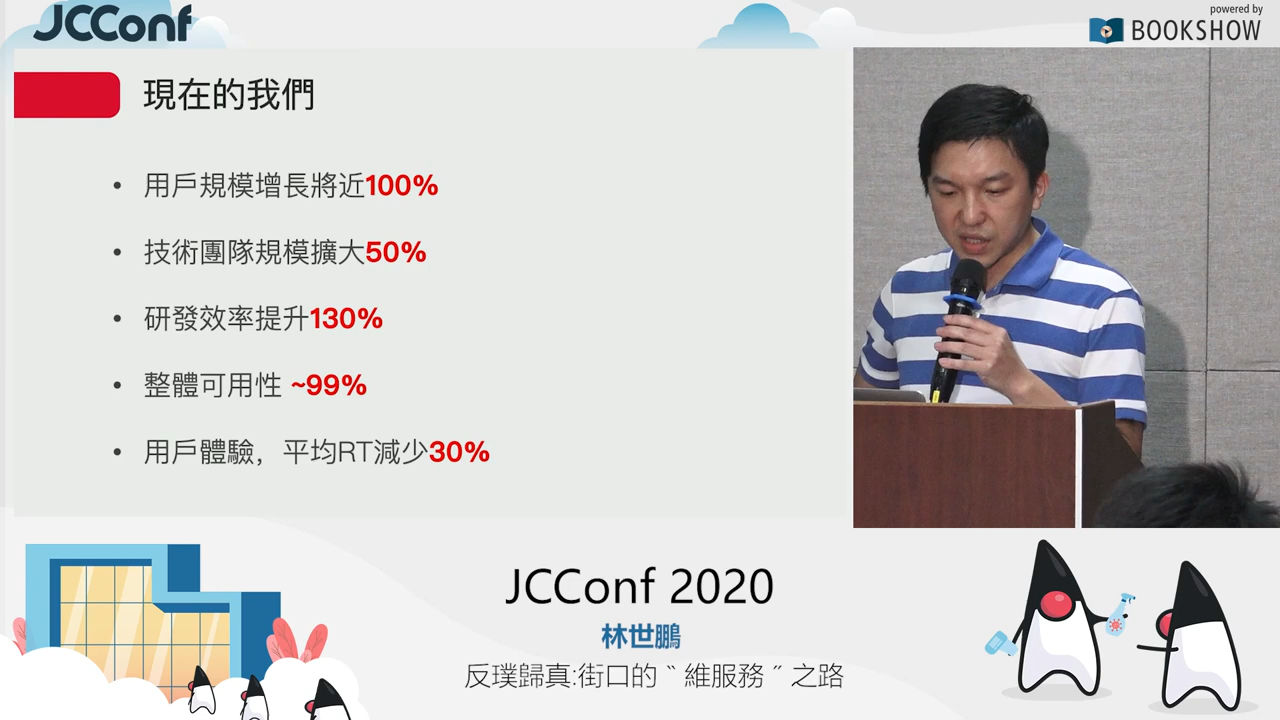 JCConf
powered by
BOOKSHOW
現在的我們
• 用戶規模增長將近100%
• 技術團隊規模擴大50%
• 研發效率提升130%
• 整體可用性 ~99%
• 用戶體驗，平均RT減少30%
JCConf 2020
林世鵬
反璞歸真:街口的〝維服務〞之路